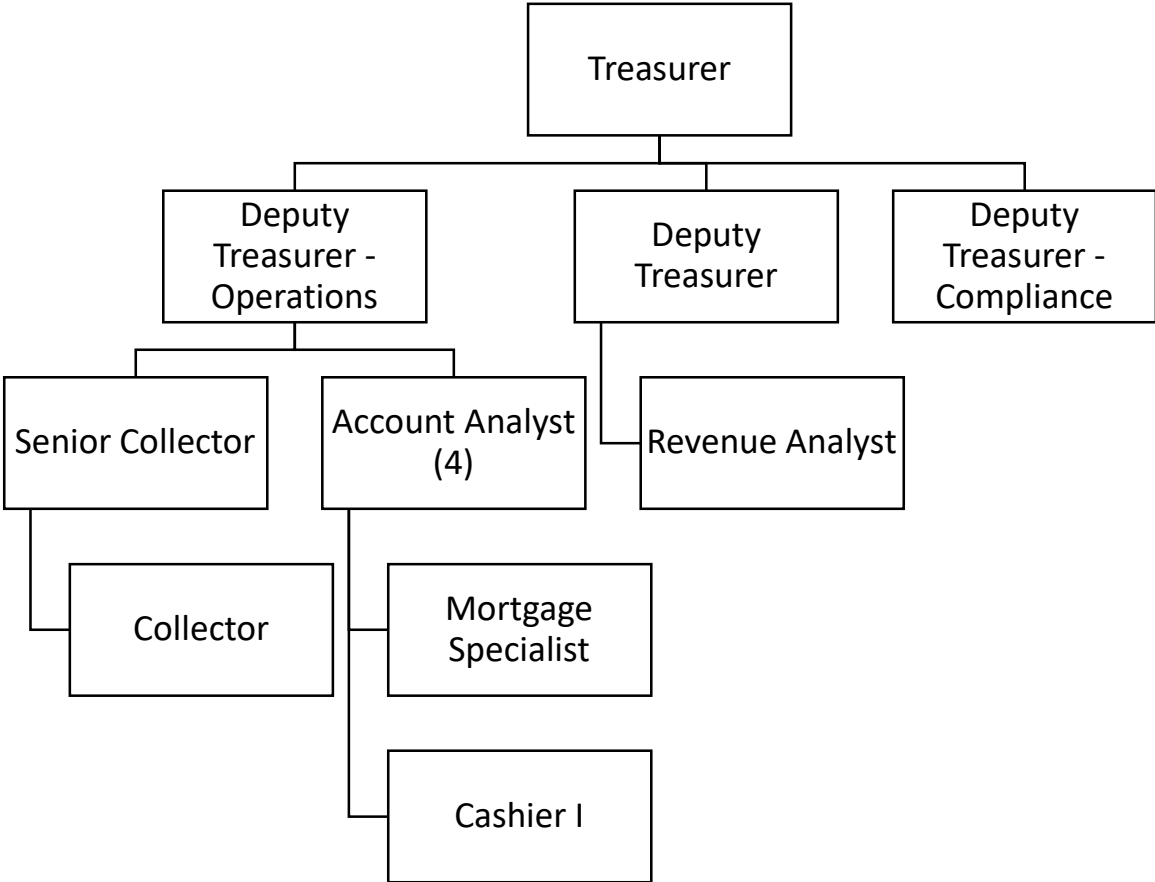 Treasurer
Deputy
Treasurer -
Operations
Deputy
Treasurer
Deputy
Treasurer -
Compliance
Senior Collector
Account Analyst
(4)
Revenue Analyst
Collector
Mortgage
Specialist
Cashier I